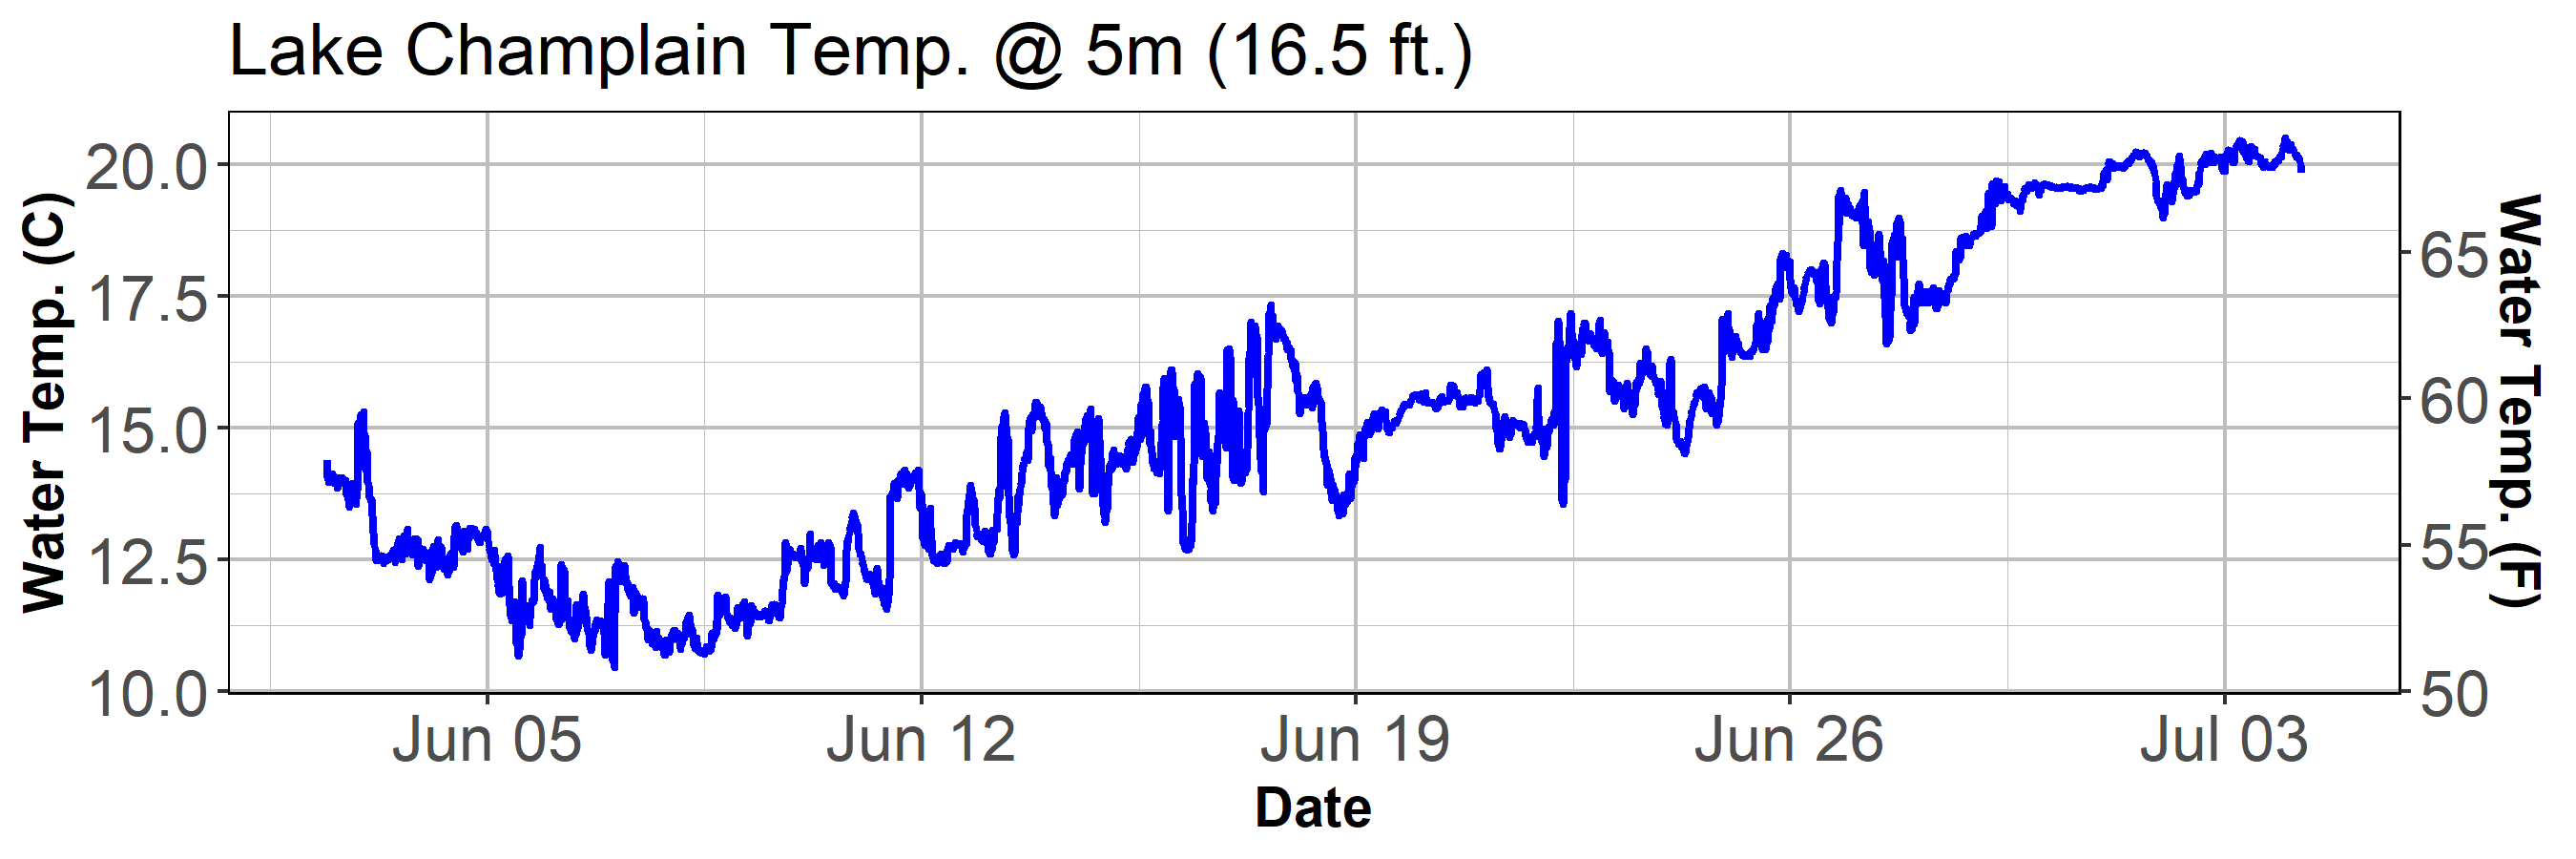 Lake Champlain Temp. @ 5m (16.5 ft.)
Water Temp. (C)
20.0
17.5
15.0
12.5
10.0
65
60
55
50
Water Temp. (F)
Jun 05 Jun 12 Jun 19 Jun 26 Jul 03
Date